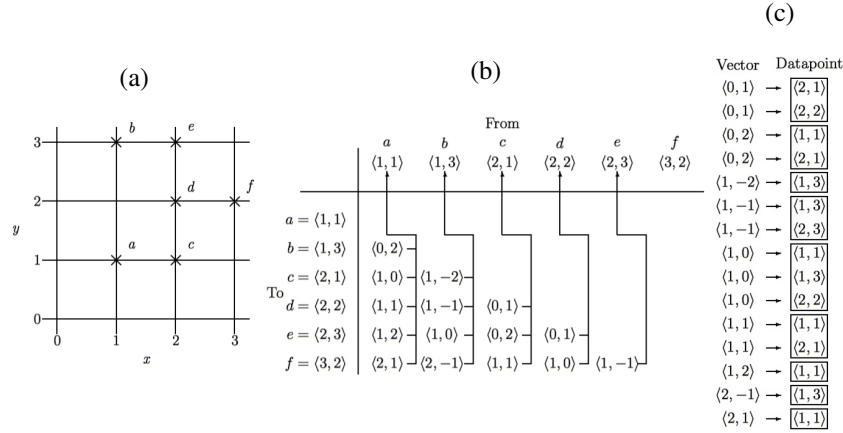 (a)
b e
3
d f
2
y
a c
1
0
0 1 2 3
x
(b)
From
a b c d e f
⟨1, 1⟩ ⟨1, 3⟩ ⟨2, 1⟩ ⟨2, 2⟩ ⟨2, 3⟩ ⟨3, 2⟩
a = ⟨1, 1⟩
b = ⟨1, 3⟩ ⟨0, 2⟩
c = ⟨2, 1⟩ ⟨1, 0⟩ ⟨1, −2⟩
To
d = ⟨2, 2⟩ ⟨1, 1⟩ ⟨1, −1⟩ ⟨0, 1⟩
e = ⟨2, 3⟩ ⟨1, 2⟩ ⟨1, 0⟩ ⟨0, 2⟩ ⟨0, 1⟩
f = ⟨3, 2⟩ ⟨2, 1⟩ ⟨2, −1⟩ ⟨1, 1⟩ ⟨1, 0⟩ ⟨1, −1⟩
(c)
Vector Datapoint
⟨0, 1⟩ → ⟨2, 1⟩
⟨0, 1⟩ → ⟨2, 2⟩
⟨0, 2⟩ → ⟨1, 1⟩
⟨0, 2⟩ → ⟨2, 1⟩
⟨1, −2⟩ → ⟨1, 3⟩
⟨1, −1⟩ → ⟨1, 3⟩
⟨1, −1⟩ → ⟨2, 3⟩
⟨1, 0⟩ → ⟨1, 1⟩
⟨1, 0⟩ → ⟨1, 3⟩
⟨1, 0⟩ → ⟨2, 2⟩
⟨1, 1⟩ → ⟨1, 1⟩
⟨1, 1⟩ → ⟨2, 1⟩
⟨1, 2⟩ → ⟨1, 1⟩
⟨2, −1⟩ → ⟨1, 3⟩
⟨2, 1⟩ → ⟨1, 1⟩